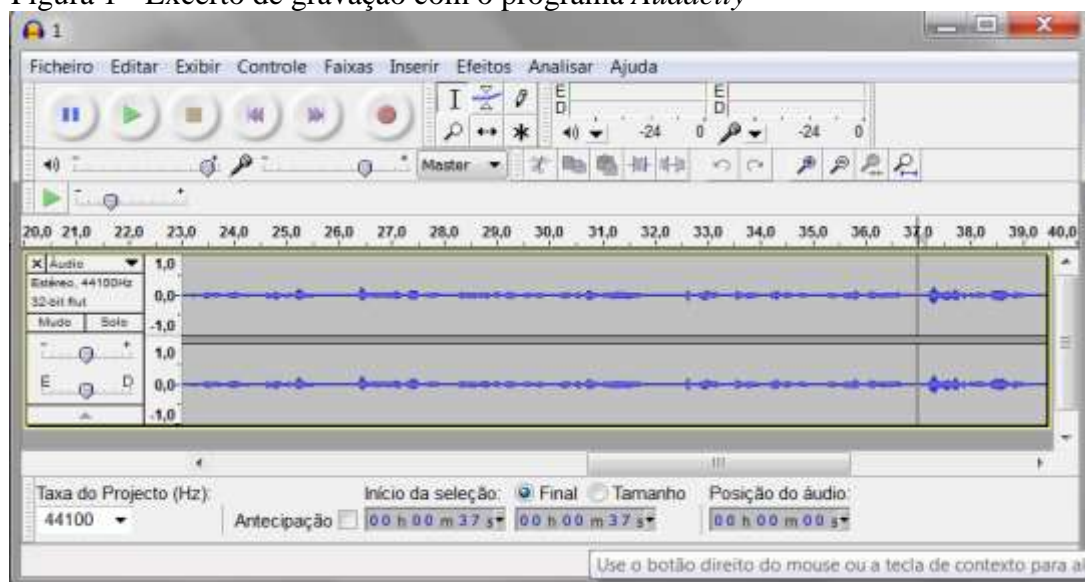 Figura 1 - Excerto de gravação com o programa Audacity
1
Ficheiro Editar Exibir Controle Faixas Inserir Efeitos Analisar Ajuda
E
D
-24 0
E
D
-24 0
Master
20,0 21,0 22,0 23,0 24,0 25,0 26,0 27,0 28,0 29,0 30,0 31,0 32,0 33,0 34,0 35,0 36,0 37,0 38,0 39,0 40,0
X Áudio
Estéreo, 44100Hz
32-bit flut
Mudo Solo
- +
E D
1,0
0,0
-1,0
1,0
0,0
-1,0
Taxa do Projecto (Hz):
44100
Antecipação
Início da seleção: Final Tamanho
00 h 00 m 37 s 00 h 00 m 37 s
Posição do áudio:
00 h 00 m 00 s
Use o botão direito do mouse ou a tecla de contexto para